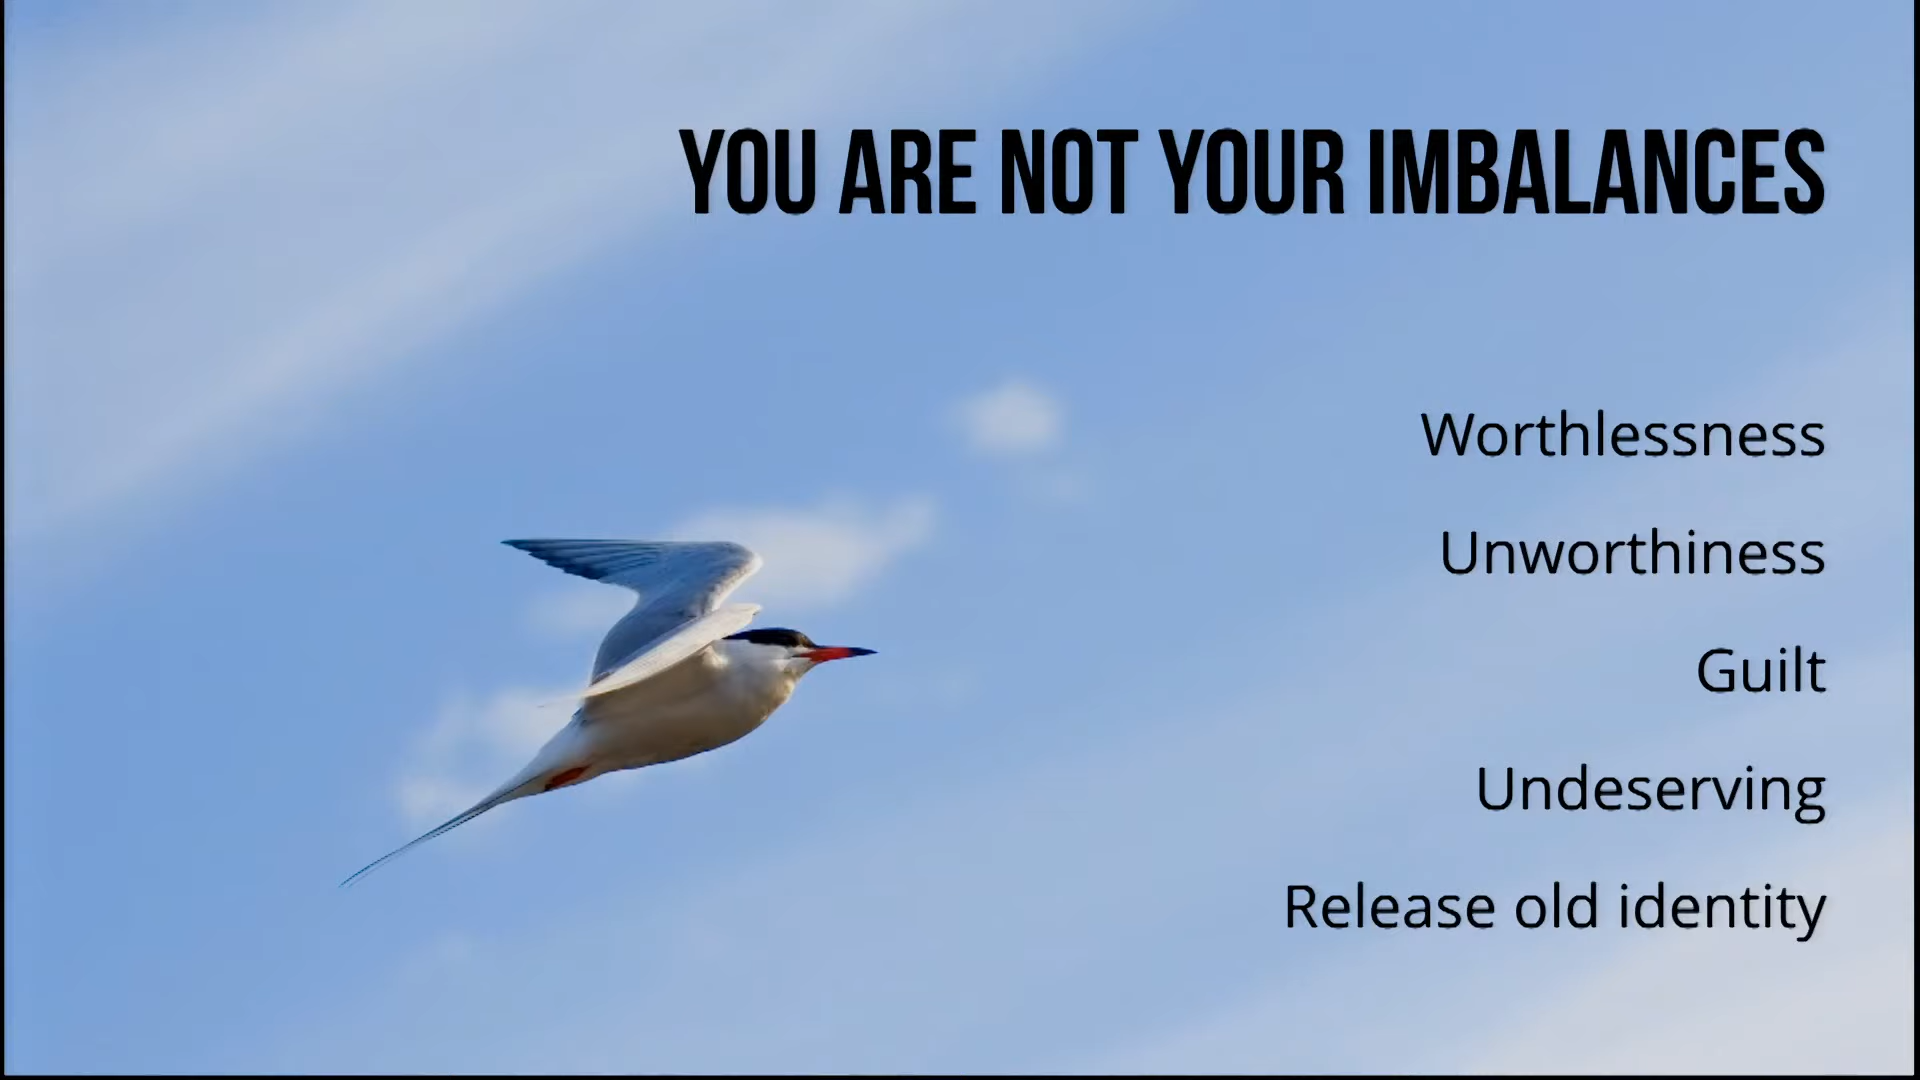 YOU ARE NOT YOUR IMBALANCES
Worthlessness
Unworthiness
Guilt
Undeserving
Release old identity